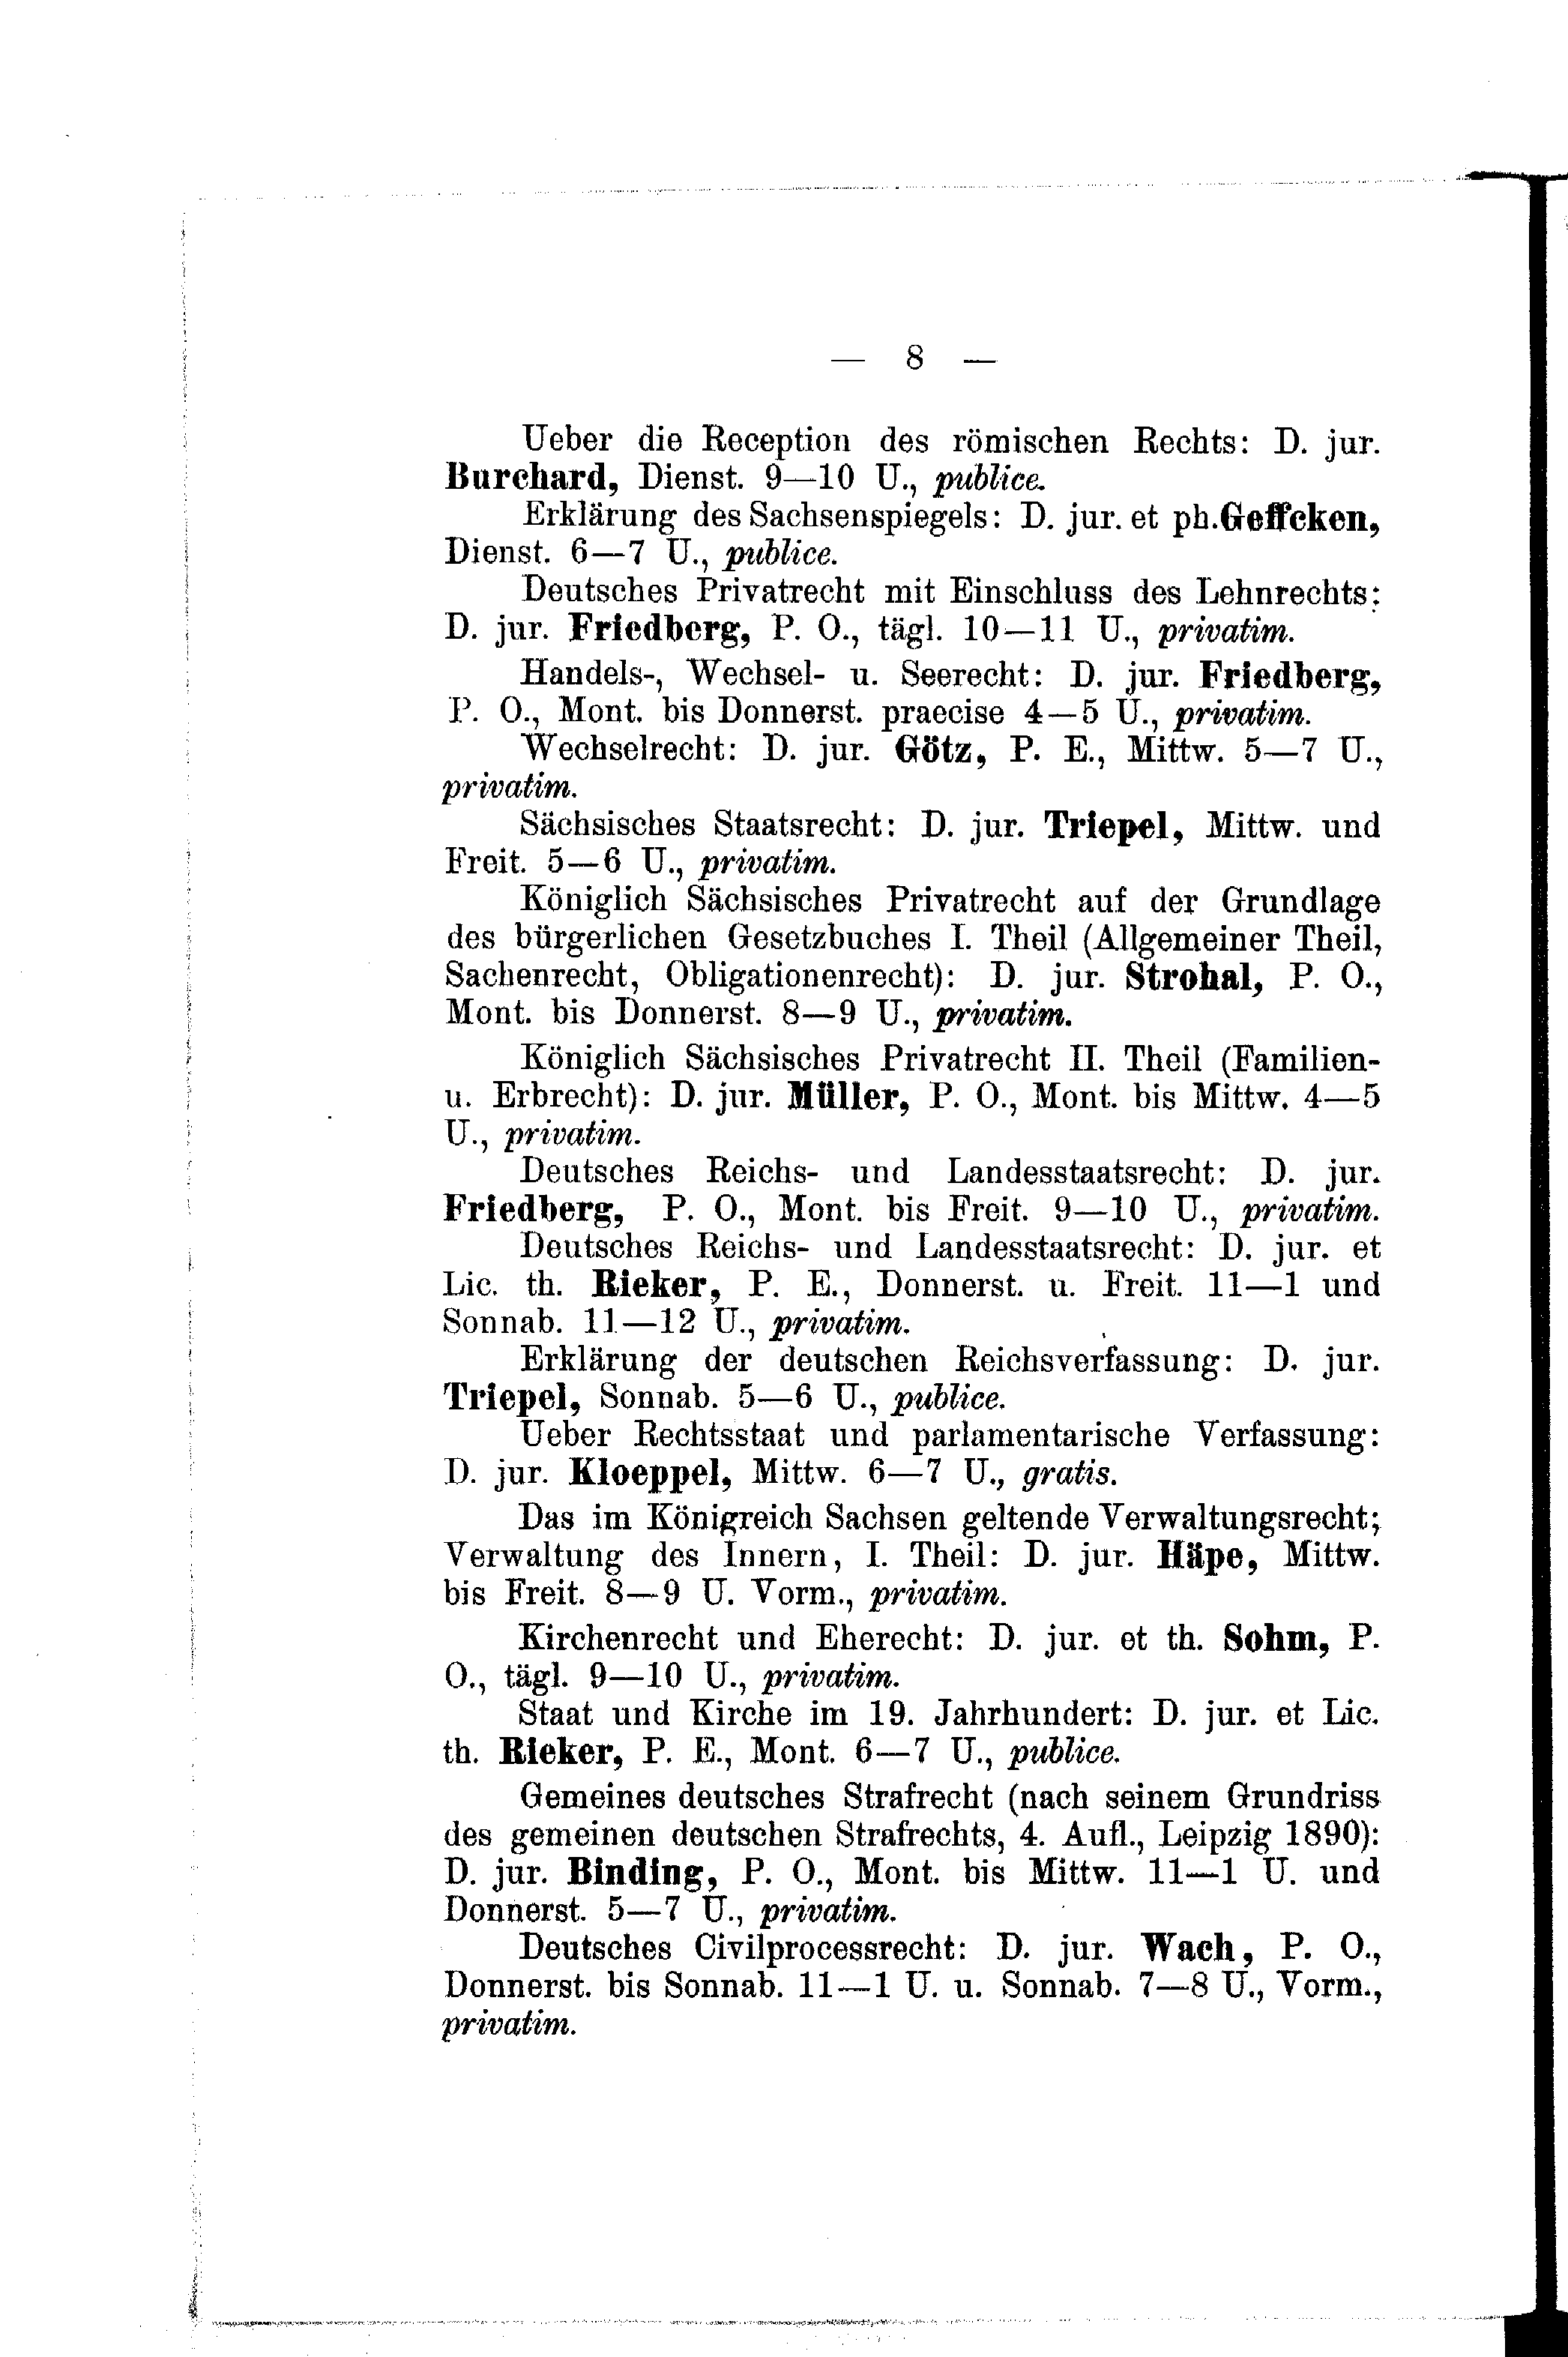 — 8 —
Ueber die Reception des römischen Rechts: D. jur.
Burchard, Dienst. 9—10 U., publice.
Erklärung des Sachsenspiegels: D. jur. et ph. Geffcken,
Dienst. 6—7 U., publice.
Deutsches Privatrecht mit Einschluss des Lehnrechts:
D. jur. Friedberg, P. O., tägl. 10—11 U., privatim.
Handels-, Wechsel- u. Seerecht: D. jur. Friedberg,
P. O., Mont. bis Donnerst. praecise 4—5 U., privatim.
Wechselrecht: D. jur. Götz, P. E., Mittw. 5—7 U.,
privatim.
Sächsisches Staatsrecht: D. jur. Triepel, Mittw. und
Freit. 5—6 U., privatim.
Königlich Sächsisches Privatrecht auf der Grundlage
des bürgerlichen Gesetzbuches I. Theil (Allgemeiner Theil,
Sachenrecht, Obligationenrecht): D. jur. Strohal, P. O.,
Mont. bis Donnerst. 8—9 U., privatim.
Königlich Sächsisches Privatrecht II. Theil (Familien-
u. Erbrecht): D. jur. Müller, P. O., Mont. bis Mittw. 4—5
U., privatim.
Deutsches Reichs- und Landesstaatsrecht: D. jur.
Friedberg, P. O., Mont. bis Freit. 9—10 U., privatim.
Deutsches Reichs- und Landesstaatsrecht: D. jur. et
Lic. th. Rieker, P. E., Donnerst. u. Freit. 11—1 und
Sonnab. 11—12 U., privatim.
Erklärung der deutschen Reichsverfassung: D. jur.
Triepel, Sonnab. 5—6 U., publice.
Ueber Rechtsstaat und parlamentarische Verfassung:
D. jur. Kloeppel, Mittw. 6—7 U., gratis.
Das im Königreich Sachsen geltende Verwaltungsrecht;
Verwaltung des Innern, I. Theil: D. jur. Häpe, Mittw.
bis Freit. 8—9 U. Vorm., privatim.
Kirchenrecht und Eherecht: D. jur. et th. Sohm, P.
O., tägl. 9—10 U., privatim.
Staat und Kirche im 19. Jahrhundert: D. jur. et Lic.
th. Rieker, P. E., Mont. 6—7 U., publice.
Gemeines deutsches Strafrecht (nach seinem Grundriss
des gemeinen deutschen Strafrechts, 4. Aufl., Leipzig 1890):
D. jur. Binding, P. O., Mont. bis Mittw. 11—1 U. und
Donnerst. 5—7 U., privatim.
Deutsches Civilprocessrecht: D. jur. Wach, P. O.,
Donnerst. bis Sonnab. 11—1 U. u. Sonnab. 7—8 U., Vorm.,
privatim.